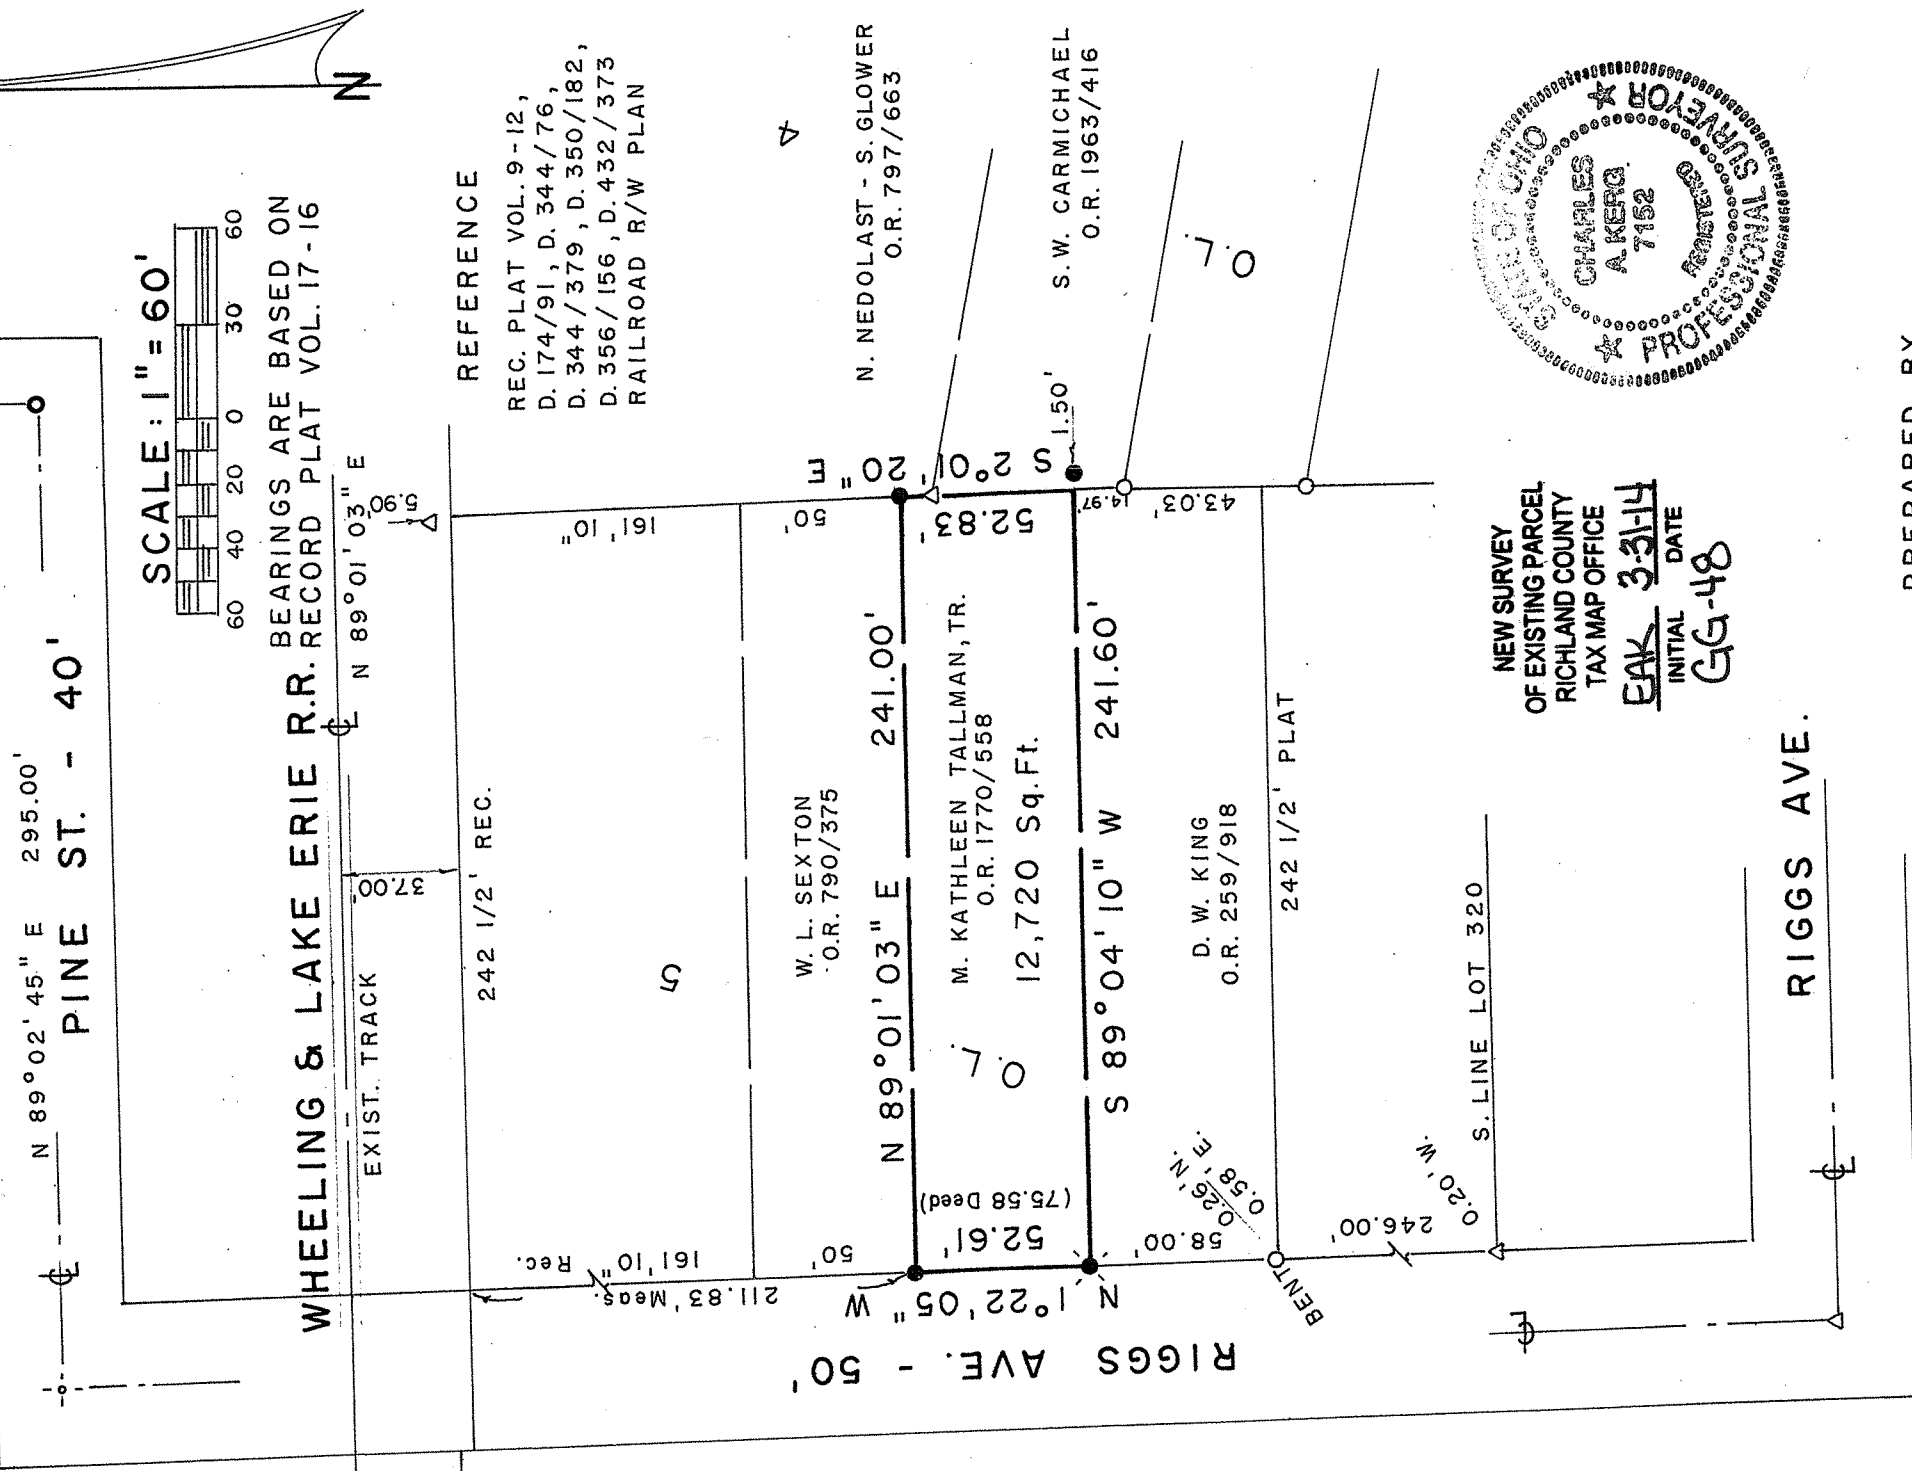 N 89°02'45" E 295.00'
PINE ST. - 40'
SCALE: 1" = 60'
60 40 20 0 30 60
BEARINGS ARE BASED ON
RECORD PLAT VOL. 17-16
N
WHEELING & LAKE ERIE R.R.
N 89°01'03" E
5.90'
EXIST. TRACK
37.00'
242 1/2' REC.
REFERENCE
REC. PLAT VOL. 9-12,
D. 174/91, D. 344/76,
D. 344/379, D. 350/182,
D. 356/156, D. 432/373
RAILROAD R/W PLAN
Rec.
161'10"
211.83' Meas.
161'10"
5
4
W. L. SEXTON
O.R. 790/375
50'
50'
N. NEDOLAST - S. GLOWER
O.R. 797/663
N 89°01'03" E 241.00'
M. KATHLEEN TALLMAN, TR.
O.R. 1770/558
12,720 Sq.Ft.
O. L.
(75.58 Deed)
52.61'
N 1°22'05" W
52.83'
S 2°01'20" E
S.W. CARMICHAEL
O.R. 1963/416
1.50'
S 89°04'10" W 241.60'
14.97'
43.03'
O. L.
D. W. KING
O.R. 259/918
58.00'
0.26' N.
0.58' E.
BENT
242 1/2' PLAT
246.00'
0.20' W.
S. LINE LOT 320
RIGGS AVE. - 50'
RIGGS AVE.
NEW SURVEY
OF EXISTING PARCEL
RICHLAND COUNTY
TAX MAP OFFICE
EAK 3-31-14
INITIAL DATE
GG-48
STATE OF OHIO
CHARLES
A. KERG
7152
REGISTERED
PROFESSIONAL SURVEYOR
PREPARED BY